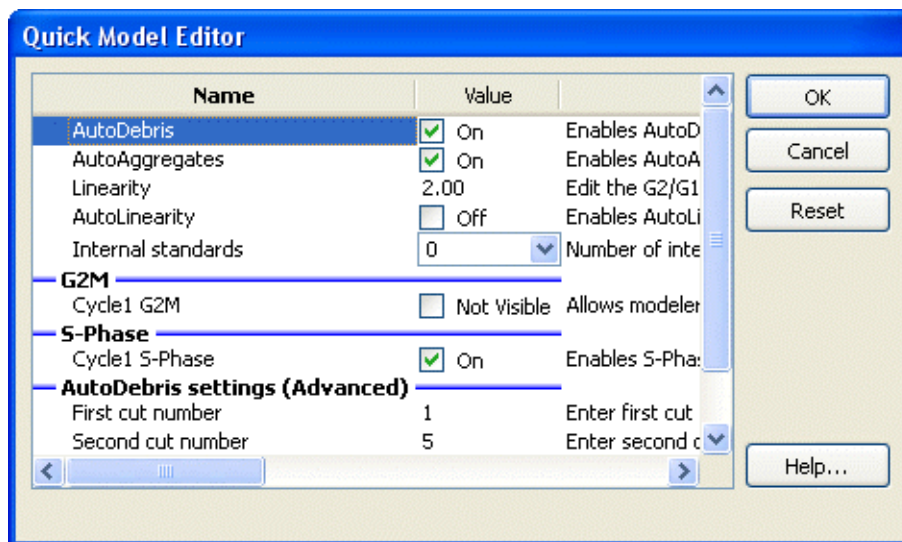 Quick Model Editor
Name Value
AutoDebris On Enables AutoD
AutoAggregates On Enables AutoA
Linearity 2.00 Edit the G2/G1
AutoLinearity Off Enables AutoLi
Internal standards 0 Number of inte
G2M
Cycle1 G2M Not Visible Allows modeler
S-Phase
Cycle1 S-Phase On Enables S-Pha
AutoDebris settings (Advanced)
First cut number 1 Enter first cut
Second cut number 5 Enter second c
OK
Cancel
Reset
Help...